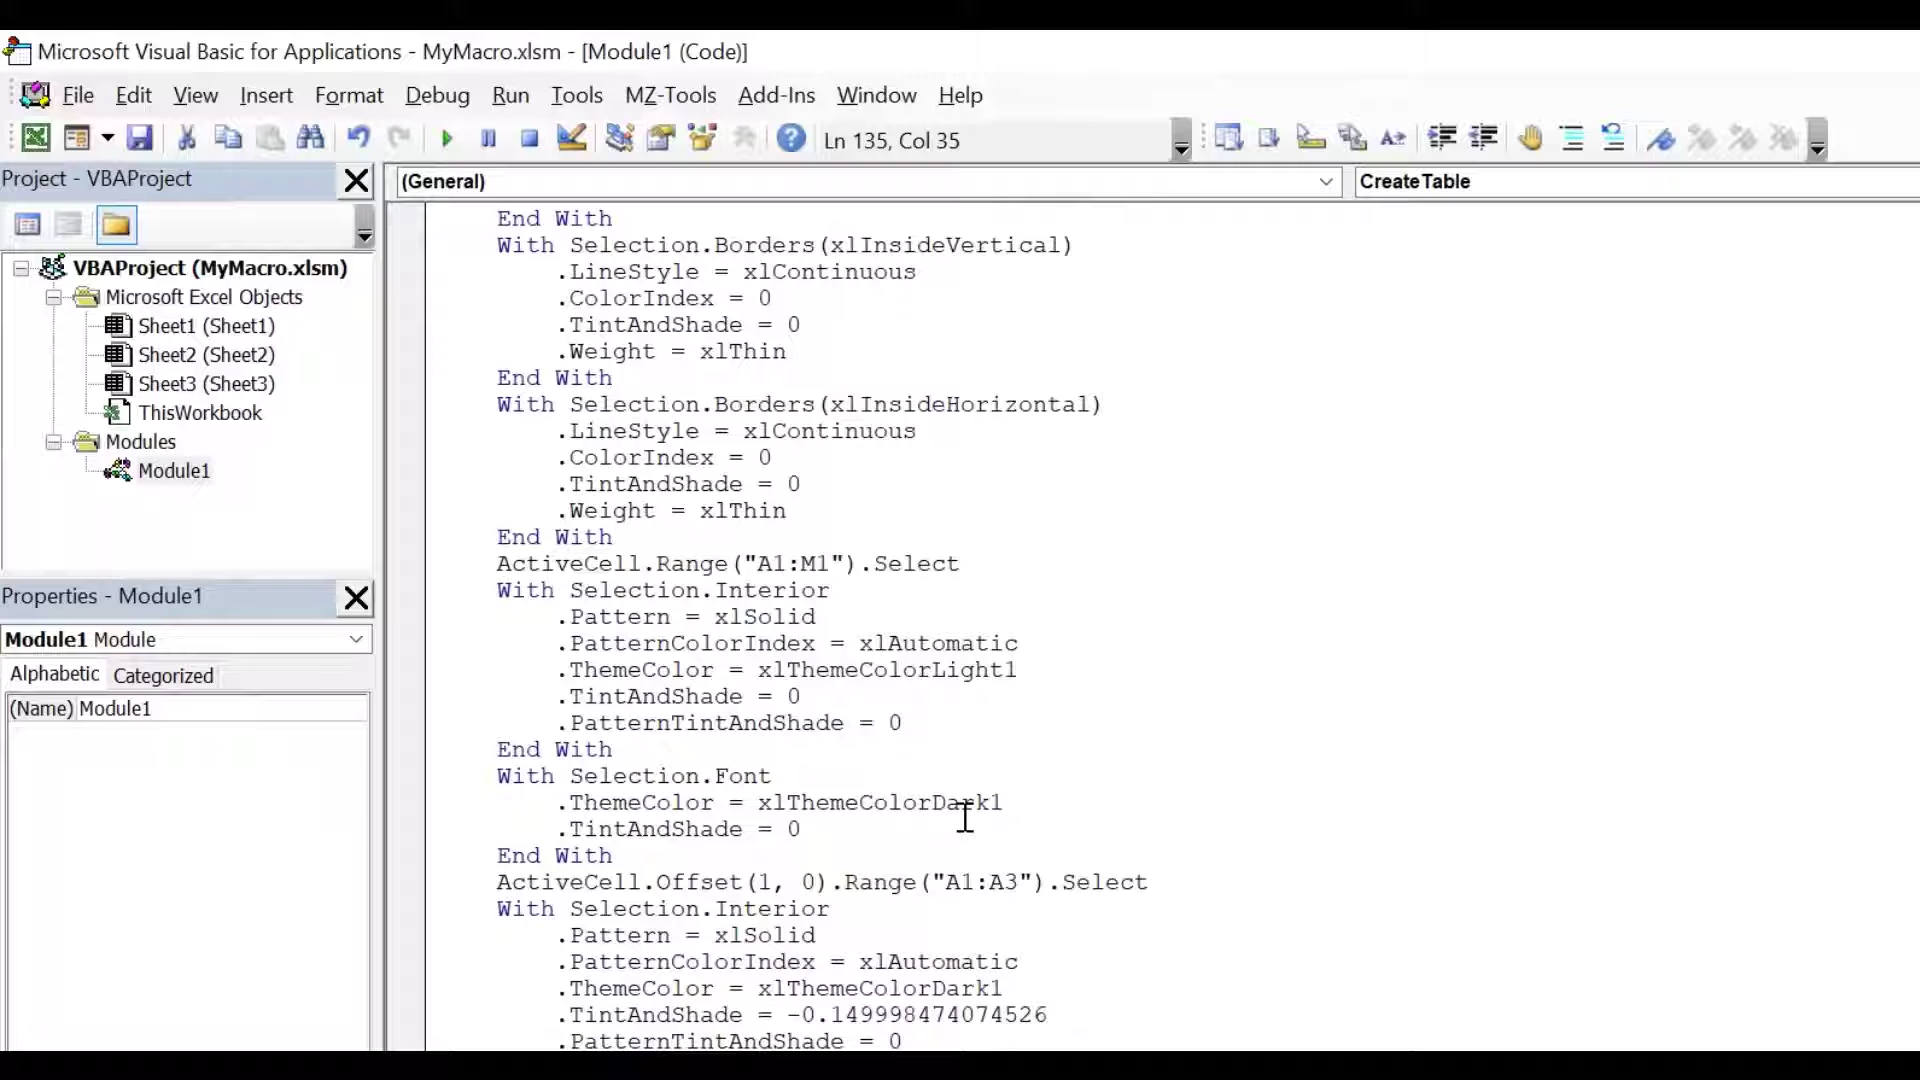 Microsoft Visual Basic for Applications - MyMacro.xlsm - [Module1 (Code)]
File Edit View Insert Format Debug Run Tools MZ-Tools Add-Ins Window Help
Ln 135, Col 35
Project - VBAProject
(General)
CreateTable
VBAProject (MyMacro.xlsm)
Microsoft Excel Objects
Sheet1 (Sheet1)
Sheet2 (Sheet2)
Sheet3 (Sheet3)
ThisWorkbook
Modules
Module1
Properties - Module1
Module1 Module
Alphabetic Categorized
(Name) Module1
End With
With Selection.Borders(xlInsideVertical)
.LineStyle = xlContinuous
.ColorIndex = 0
.TintAndShade = 0
.Weight = xlThin
End With
With Selection.Borders(xlInsideHorizontal)
.LineStyle = xlContinuous
.ColorIndex = 0
.TintAndShade = 0
.Weight = xlThin
End With
ActiveCell.Range("A1:M1").Select
With Selection.Interior
.Pattern = xlSolid
.PatternColorIndex = xlAutomatic
.ThemeColor = xlThemeColorLight1
.TintAndShade = 0
.PatternTintAndShade = 0
End With
With Selection.Font
.ThemeColor = xlThemeColorDark1
.TintAndShade = 0
End With
ActiveCell.Offset(1, 0).Range("A1:A3").Select
With Selection.Interior
.Pattern = xlSolid
.PatternColorIndex = xlAutomatic
.ThemeColor = xlThemeColorDark1
.TintAndShade = -0.149998474074526
.PatternTintAndShade = 0